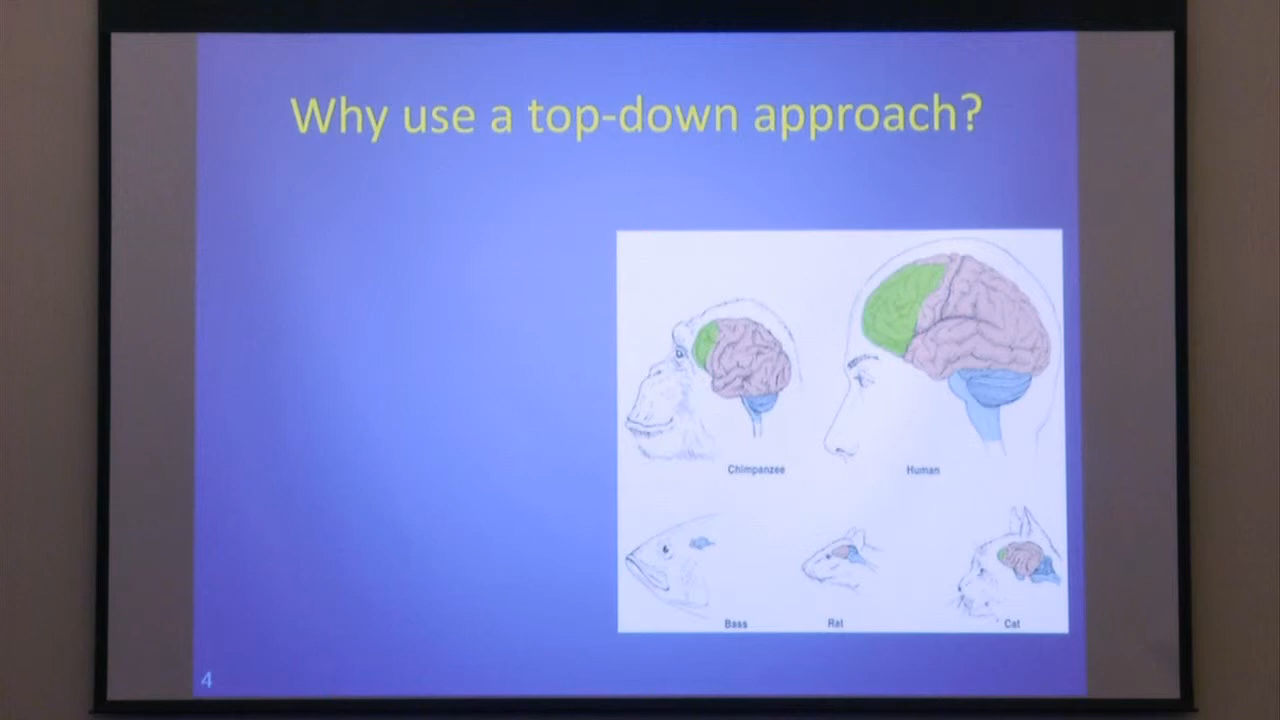 Why use a top-down approach?
Chimpanzee
Human
Bass
Rat
Cat
4